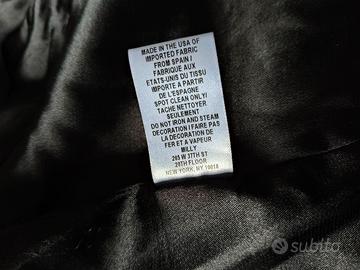 MADE IN THE USA OF
IMPORTED FABRIC
FROM SPAIN /
FABRIQUE AUX
ETATS-UNIS DU TISSU
IMPORTE A PARTIR
DE L'ESPAGNE
SPOT CLEAN ONLY/
TACHE NETTOYER
SEULEMENT
DO NOT IRON AND STEAM
DECORATION / FAIRE PAS
LA DECORATION DE
FER ET A VAPEUR
MILLY
265 W 37TH ST
20TH FLOOR
NEW YORK, NY 10018
subito